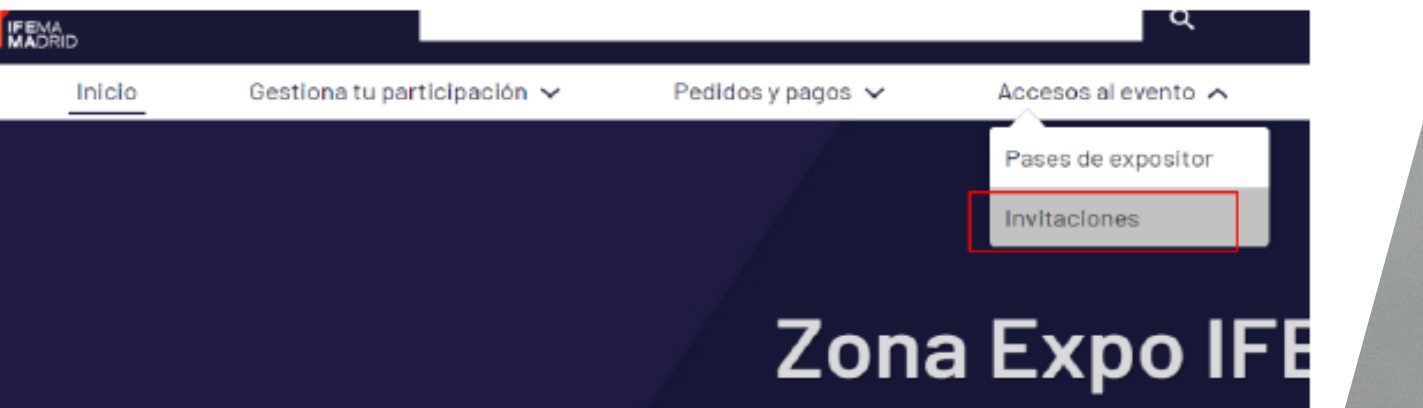 IFEMA
MADRID
Inicio Gestiona tu participación Pedidos y pagos Accesos al evento
Pases de expositor
Invitaciones
Zona Expo IFE